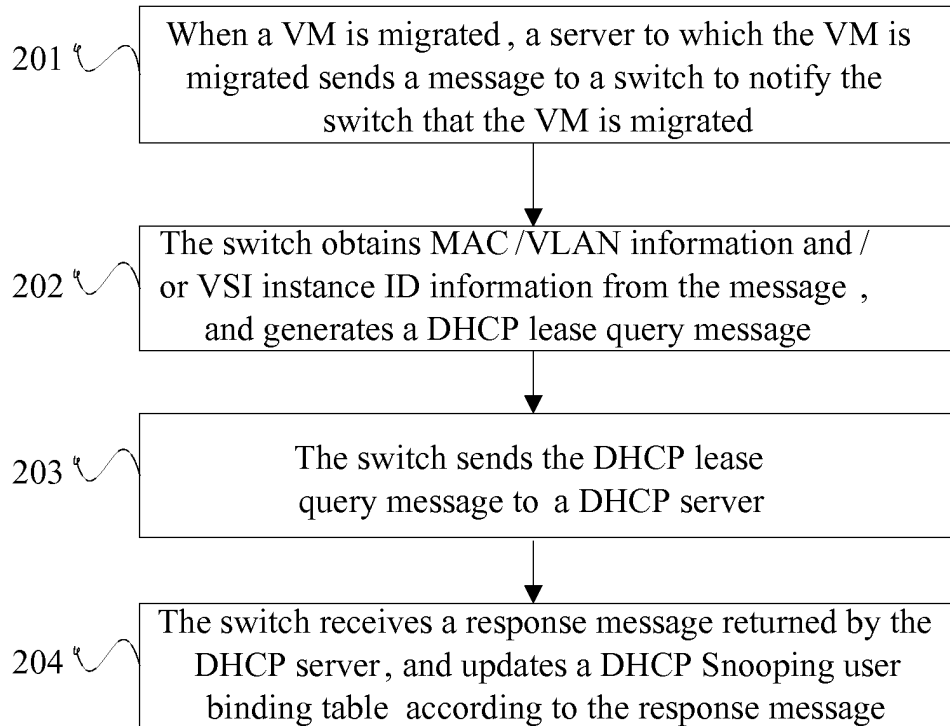 201
When a VM is migrated, a server to which the VM is
migrated sends a message to a switch to notify the
switch that the VM is migrated
202
The switch obtains MAC/VLAN information and/
or VSI instance ID information from the message,
and generates a DHCP lease query message
203
The switch sends the DHCP lease
query message to a DHCP server
204
The switch receives a response message returned by the
DHCP server, and updates a DHCP Snooping user
binding table according to the response message